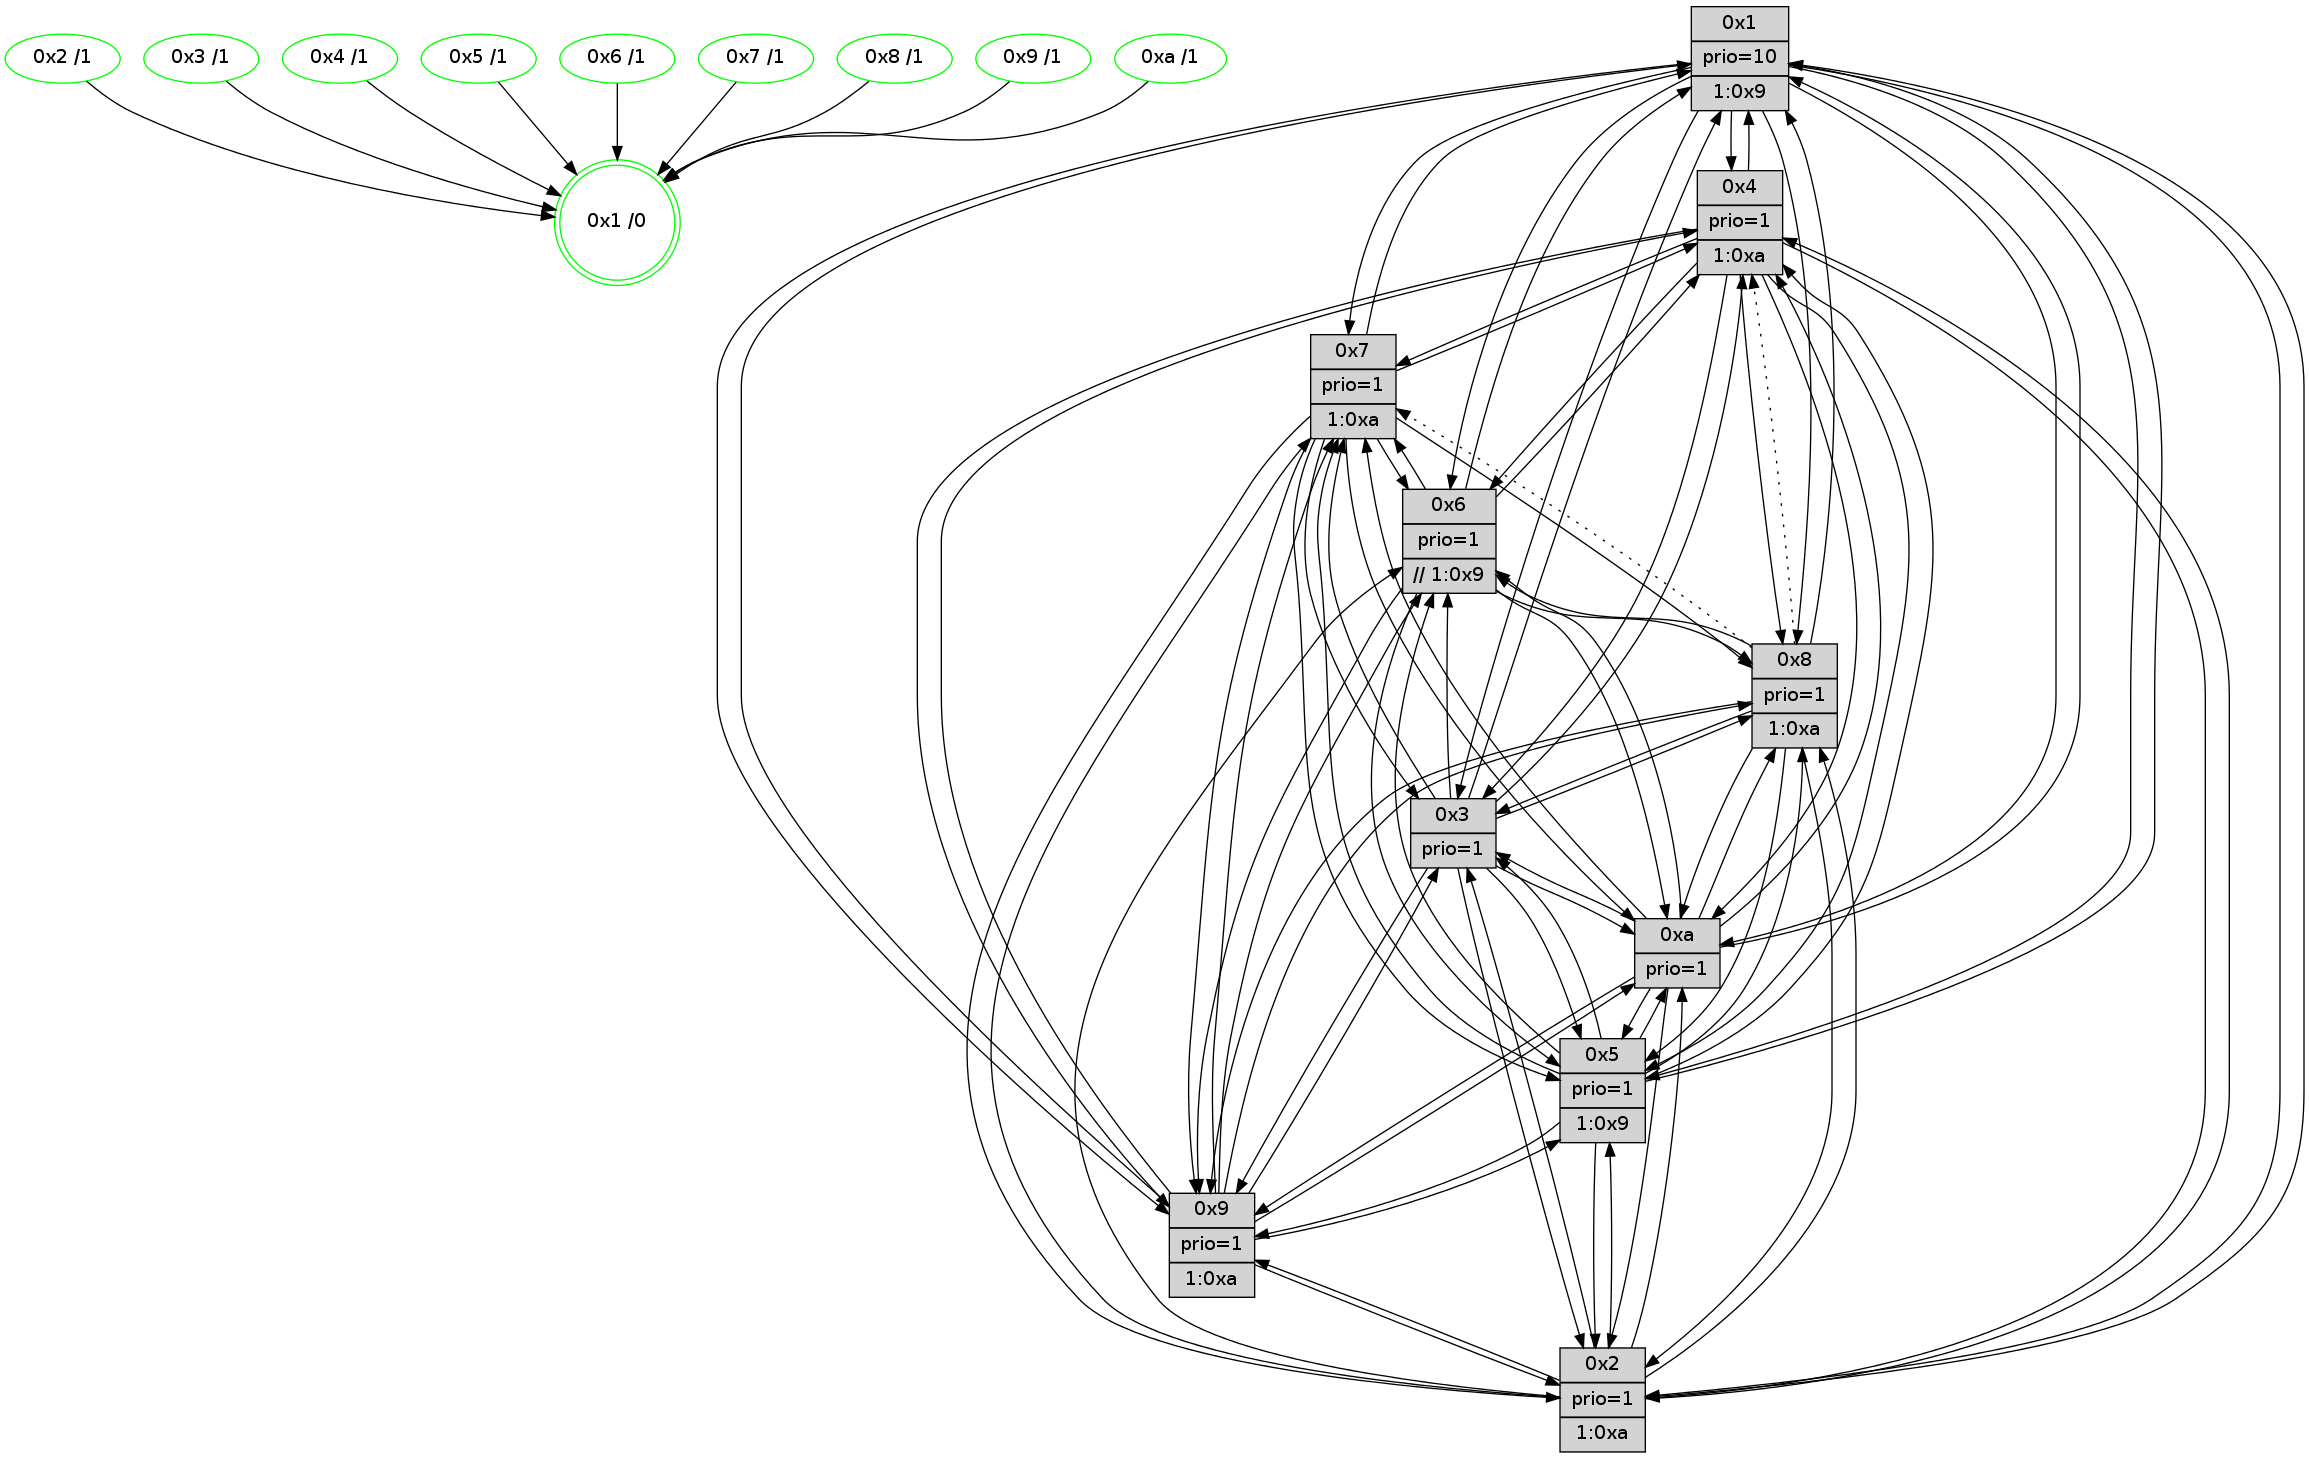 0x2 /1
0x3 /1
0x4 /1
0x5 /1
0x6 /1
0x7 /1
0x8 /1
0x9 /1
0xa /1
0x1 /0
0x1
prio=10
1:0x9
0x4
prio=1
1:0xa
0x7
prio=1
1:0xa
0x6
prio=1
// 1:0x9
0x8
prio=1
1:0xa
0x3
prio=1
0xa
prio=1
0x5
prio=1
1:0x9
0x9
prio=1
1:0xa
0x2
prio=1
1:0xa